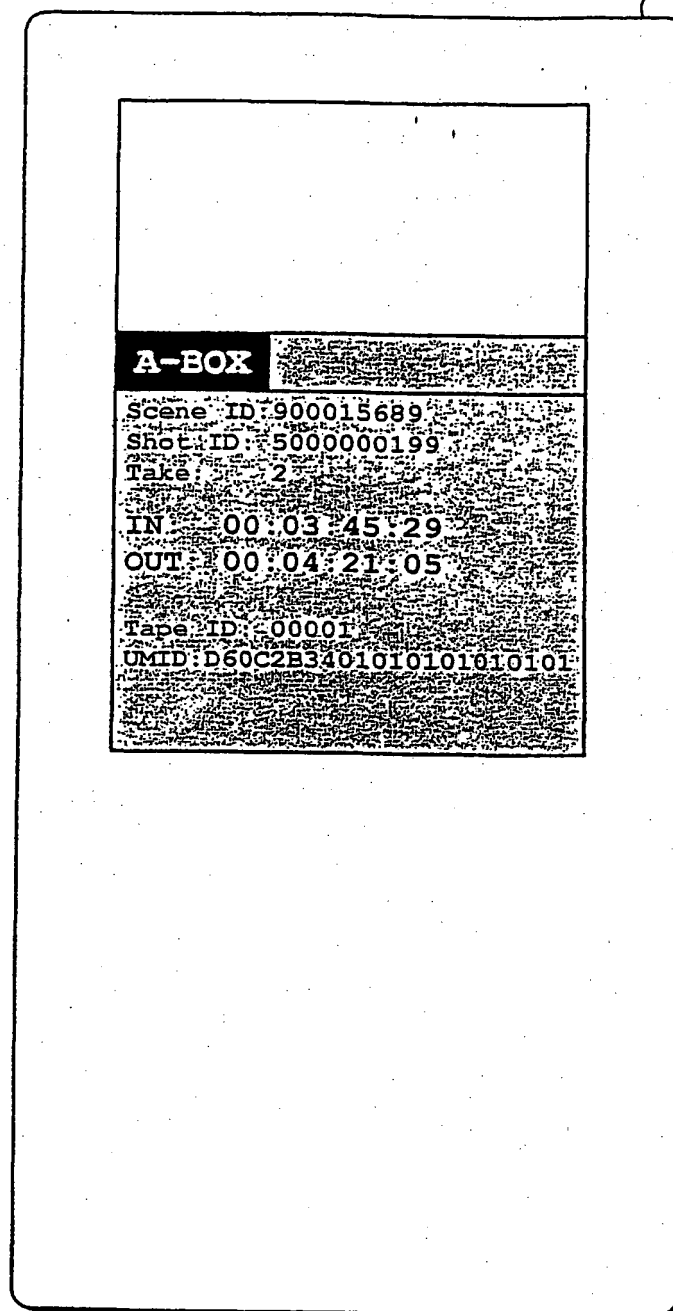 A-BOX
Scene ID:900015689
Shot ID: 5000000199
Take: 2
IN: 00:03:45:29
OUT: 00:04:21:05
Tape ID: 00001
UMID:D60C2B3401010101010101